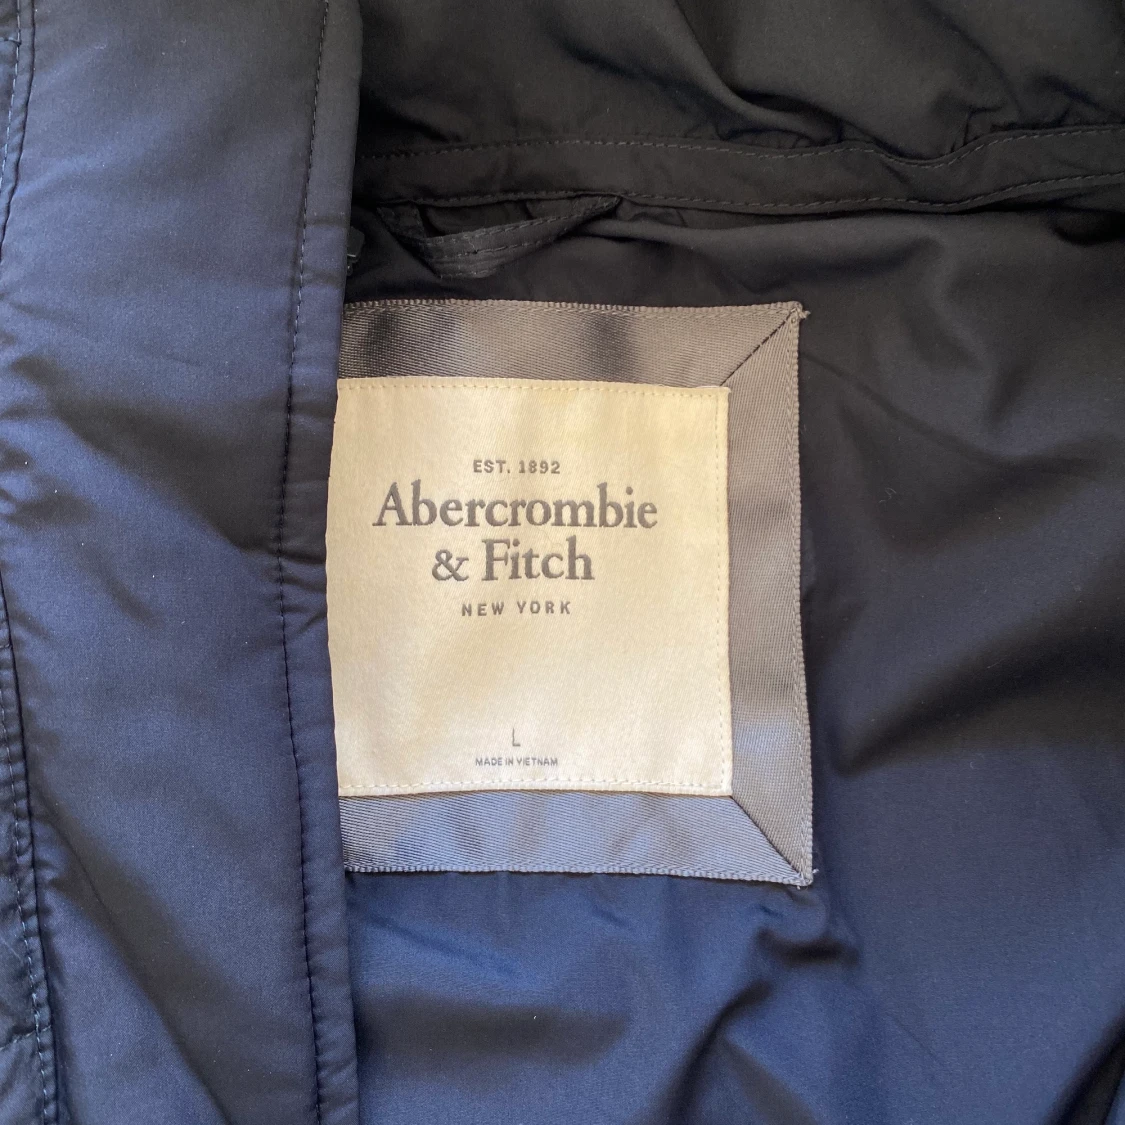 EST. 1892
Abercrombie
& Fitch
NEW YORK
L
MADE IN VIETNAM